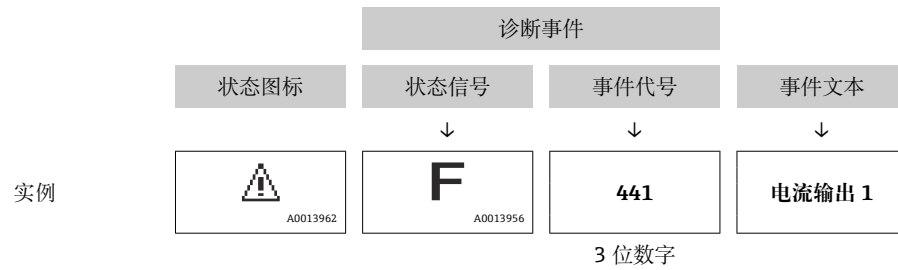 诊断事件
状态图标 状态信号 事件代号 事件文本
↓ ↓ ↓
实例 F 441 电流输出 1
A0013962 A0013956
3 位数字